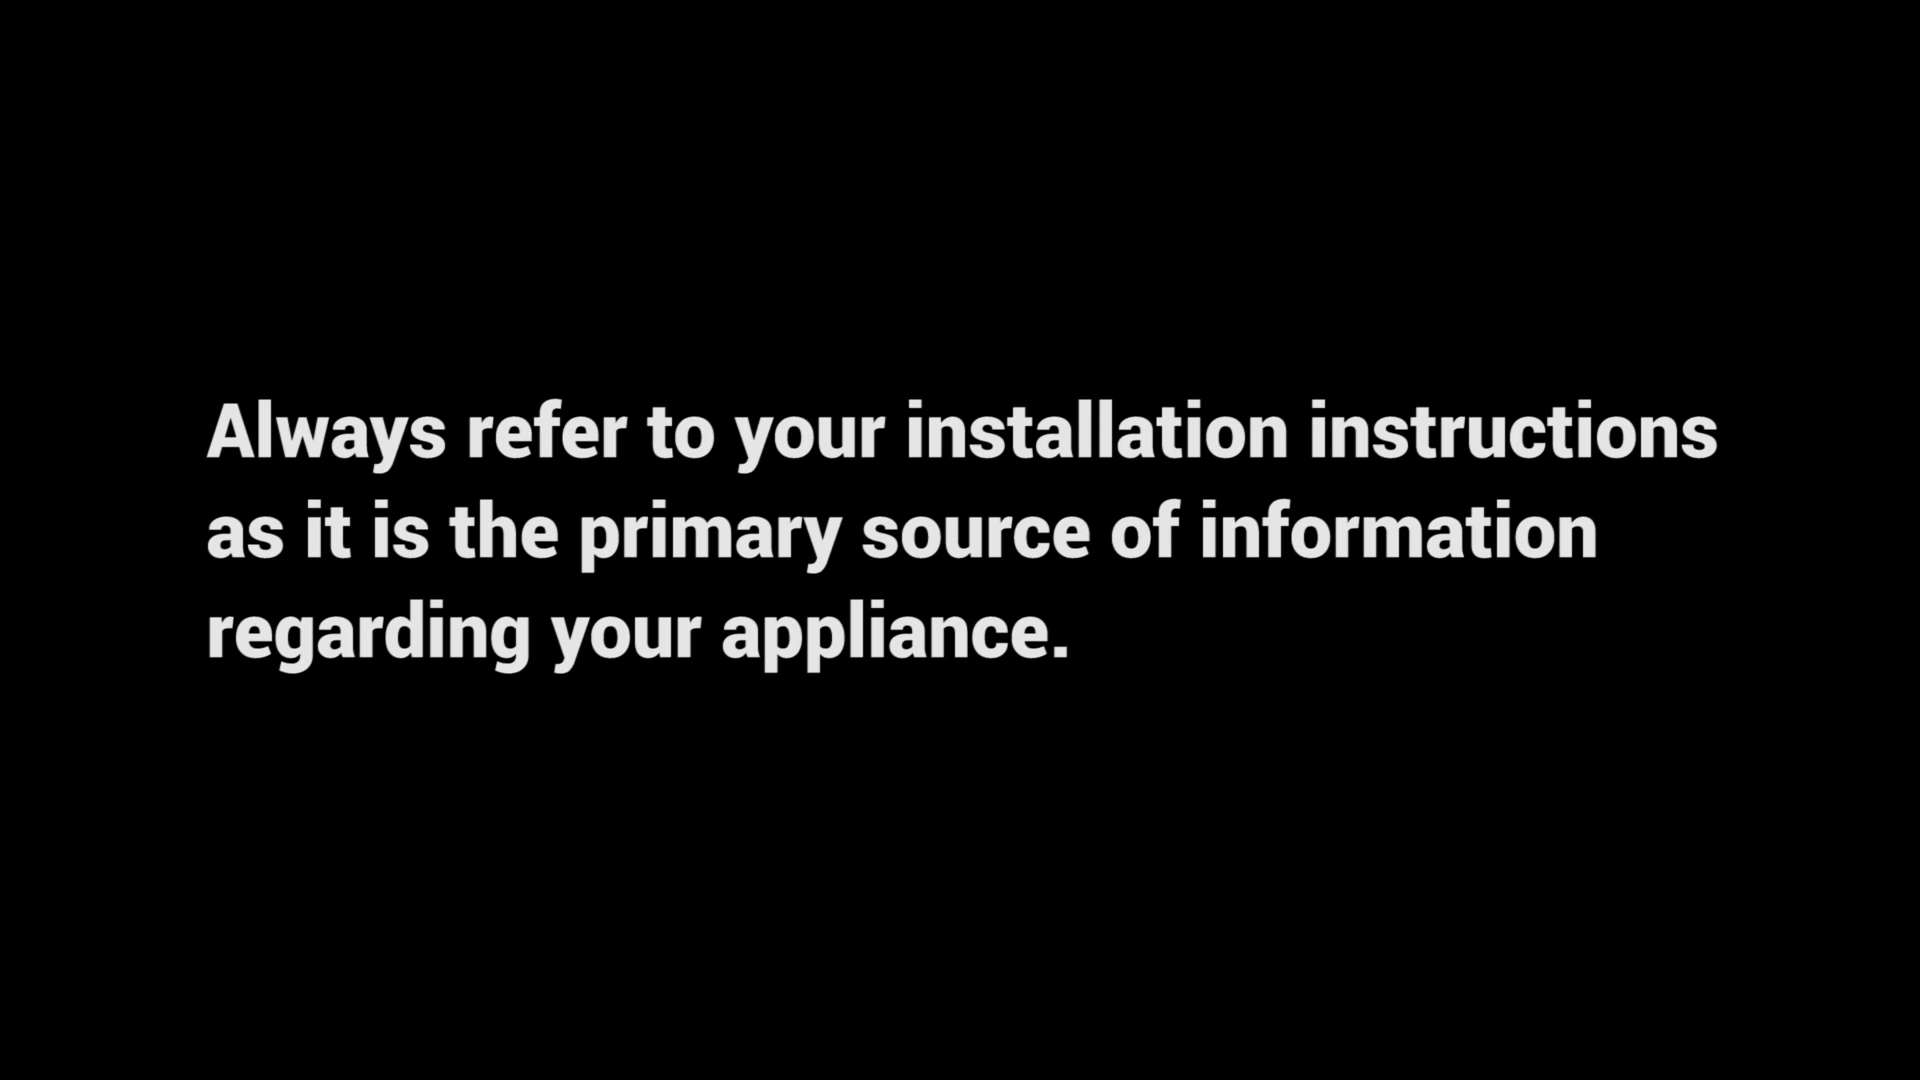 Always refer to your installation instructions
as it is the primary source of information
regarding your appliance.